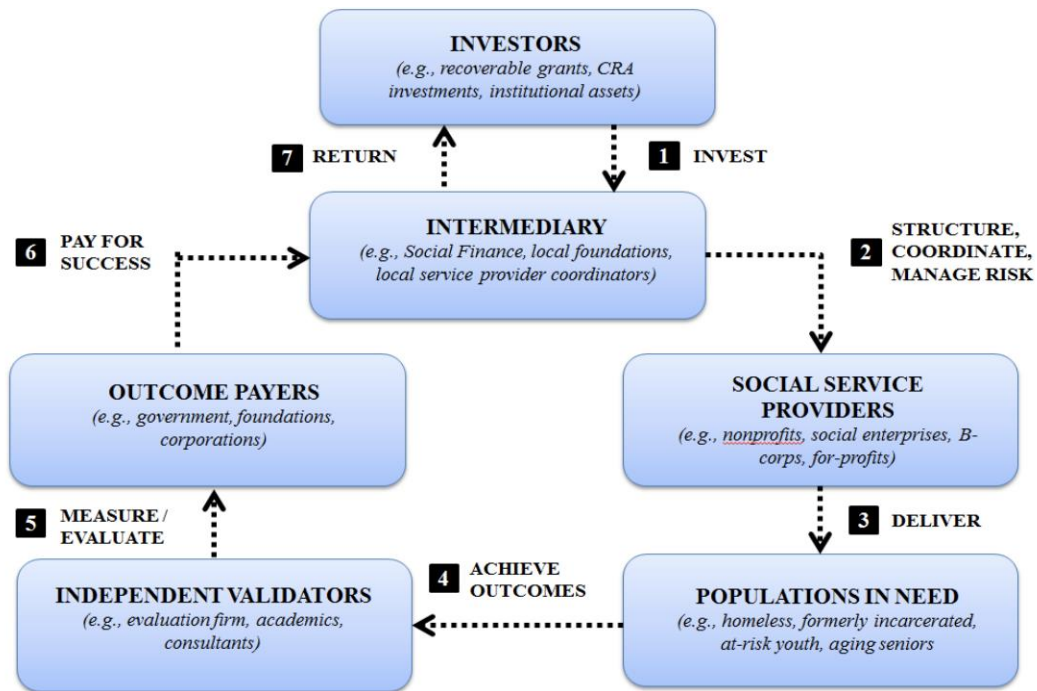 INVESTORS
(e.g., recoverable grants, CRA
investments, institutional assets)
7 RETURN
1 INVEST
INTERMEDIARY
(e.g., Social Finance, local foundations,
local service provider coordinators)
6 PAY FOR
SUCCESS
2 STRUCTURE,
COORDINATE,
MANAGE RISK
OUTCOME PAYERS
(e.g., government, foundations,
corporations)
SOCIAL SERVICE
PROVIDERS
(e.g., nonprofits, social enterprises, B-
corps, for-profits)
5 MEASURE /
EVALUATE
3 DELIVER
INDEPENDENT VALIDATORS
(e.g., evaluation firm, academics,
consultants)
4 ACHIEVE
OUTCOMES
POPULATIONS IN NEED
(e.g., homeless, formerly incarcerated,
at-risk youth, aging seniors